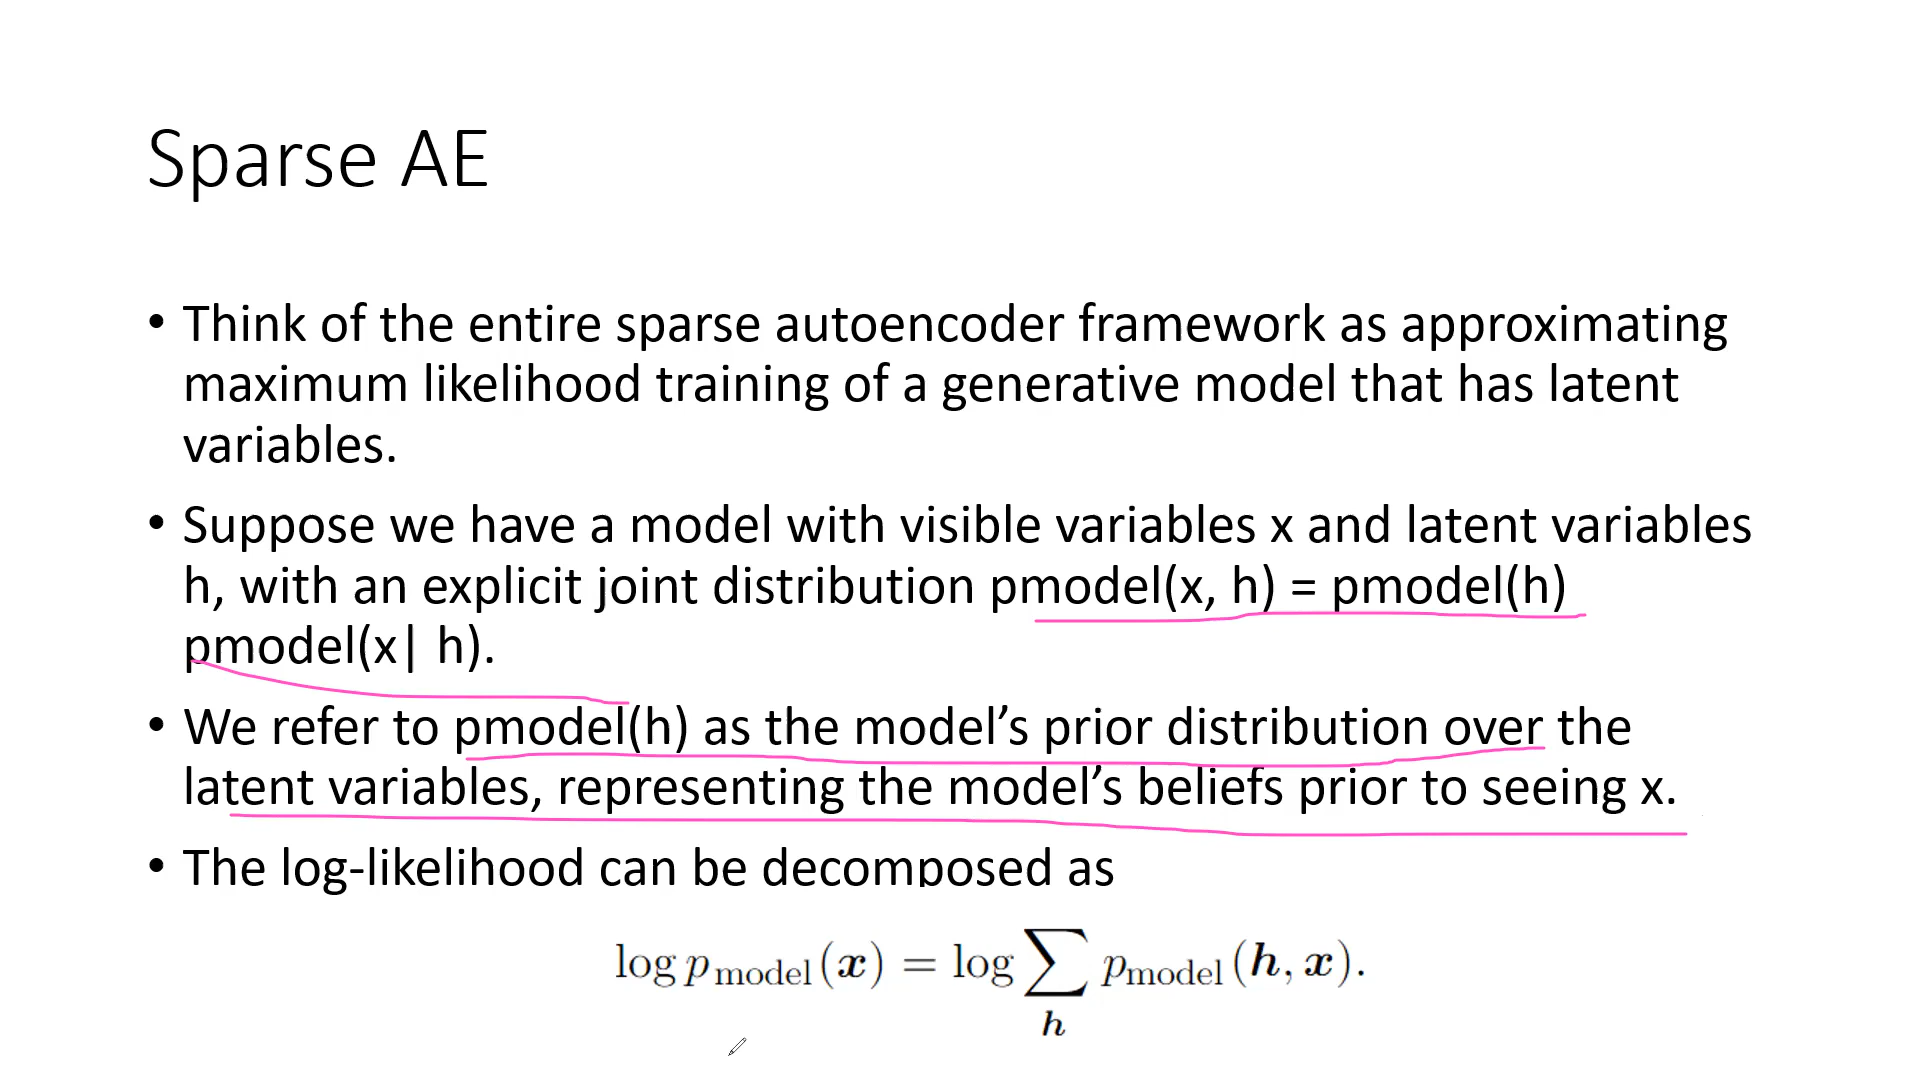 Sparse AE
• Think of the entire sparse autoencoder framework as approximating
maximum likelihood training of a generative model that has latent
variables.
• Suppose we have a model with visible variables x and latent variables
h, with an explicit joint distribution pmodel(x, h) = pmodel(h)
pmodel(x| h).
• We refer to pmodel(h) as the model’s prior distribution over the
latent variables, representing the model’s beliefs prior to seeing x.
• The log-likelihood can be decomposed as
log p_model(x) = log ∑_h p_model(h, x).